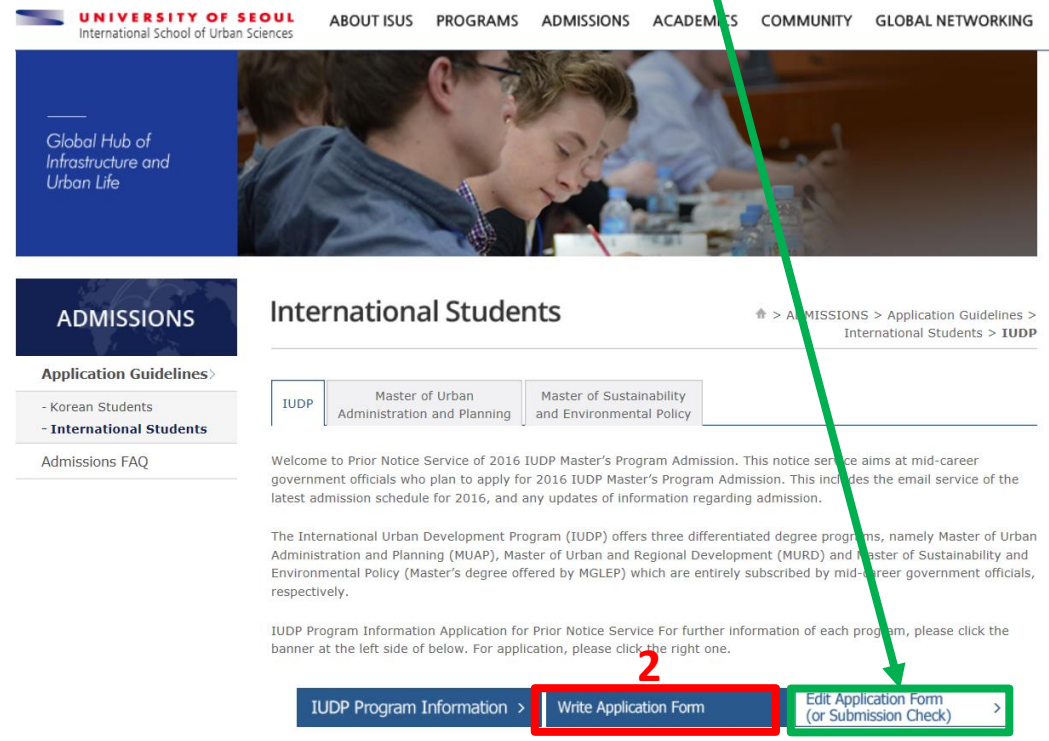 UNIVERSITY OF SEOUL
International School of Urban Sciences
ABOUT ISUS PROGRAMS ADMISSIONS ACADEMICS COMMUNITY GLOBAL NETWORKING
Global Hub of
Infrastructure and
Urban Life
ADMISSIONS
Application Guidelines>
- Korean Students
- International Students
Admissions FAQ
International Students
> ADMISSIONS > Application Guidelines >
International Students > IUDP
IUDP
Master of Urban
Administration and Planning
Master of Sustainability
and Environmental Policy
Welcome to Prior Notice Service of 2016 IUDP Master's Program Admission. This notice service aims at mid-career
government officials who plan to apply for 2016 IUDP Master's Program Admission. This includes the email service of the
latest admission schedule for 2016, and any updates of information regarding admission.
The International Urban Development Program (IUDP) offers three differentiated degree programs, namely Master of Urban
Administration and Planning (MUAP), Master of Urban and Regional Development (MURD) and Master of Sustainability and
Environmental Policy (Master's degree offered by MGLEP) which are entirely subscribed by mid-career government officials,
respectively.
IUDP Program Information Application for Prior Notice Service For further information of each program, please click the
banner at the left side of below. For application, please click the right one.
2
IUDP Program Information >
Write Application Form
Edit Application Form
(or Submission Check) >